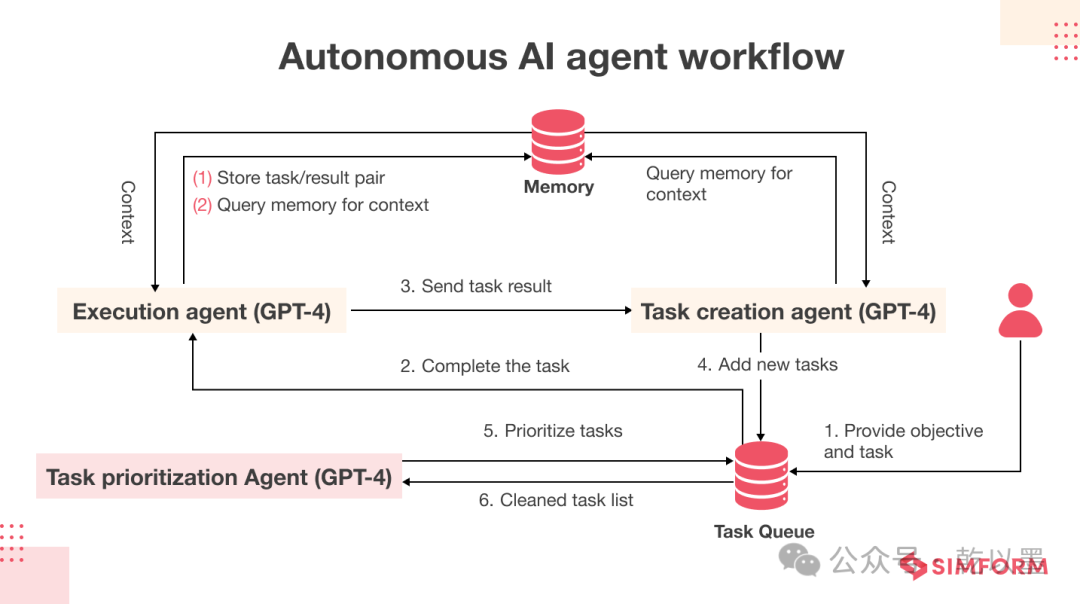 Autonomous AI agent workflow
Memory
(1) Store task/result pair
(2) Query memory for context
Query memory for
context
Context
Context
Execution agent (GPT-4)
3. Send task result
Task creation agent (GPT-4)
2. Complete the task
4. Add new tasks
1. Provide objective
and task
5. Prioritize tasks
Task prioritization Agent (GPT-4)
6. Cleaned task list
Task Queue
公众号 · 乾以墨
SIMFORM